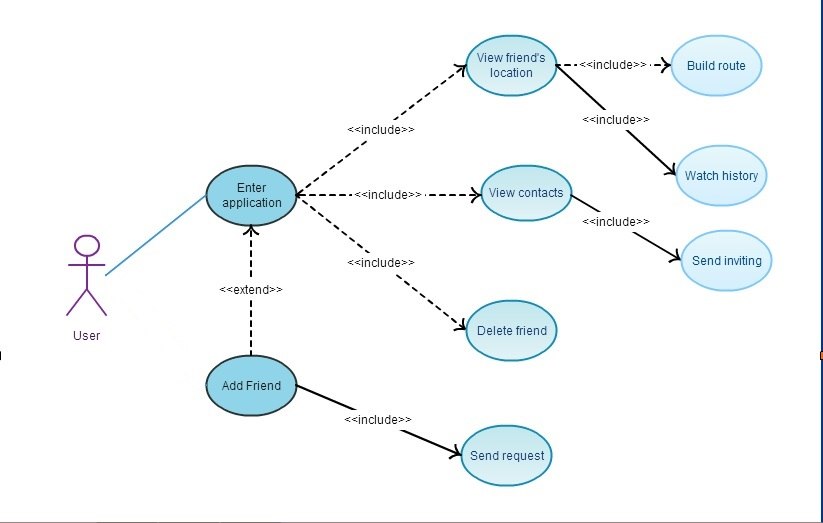 View friend's
location
<<include>>
Build route
<<include>>
<<include>>
Watch history
Enter
application
<<include>>
View contacts
<<include>>
Send inviting
<<include>>
<<extend>>
User
Delete friend
Add Friend
<<include>>
Send request